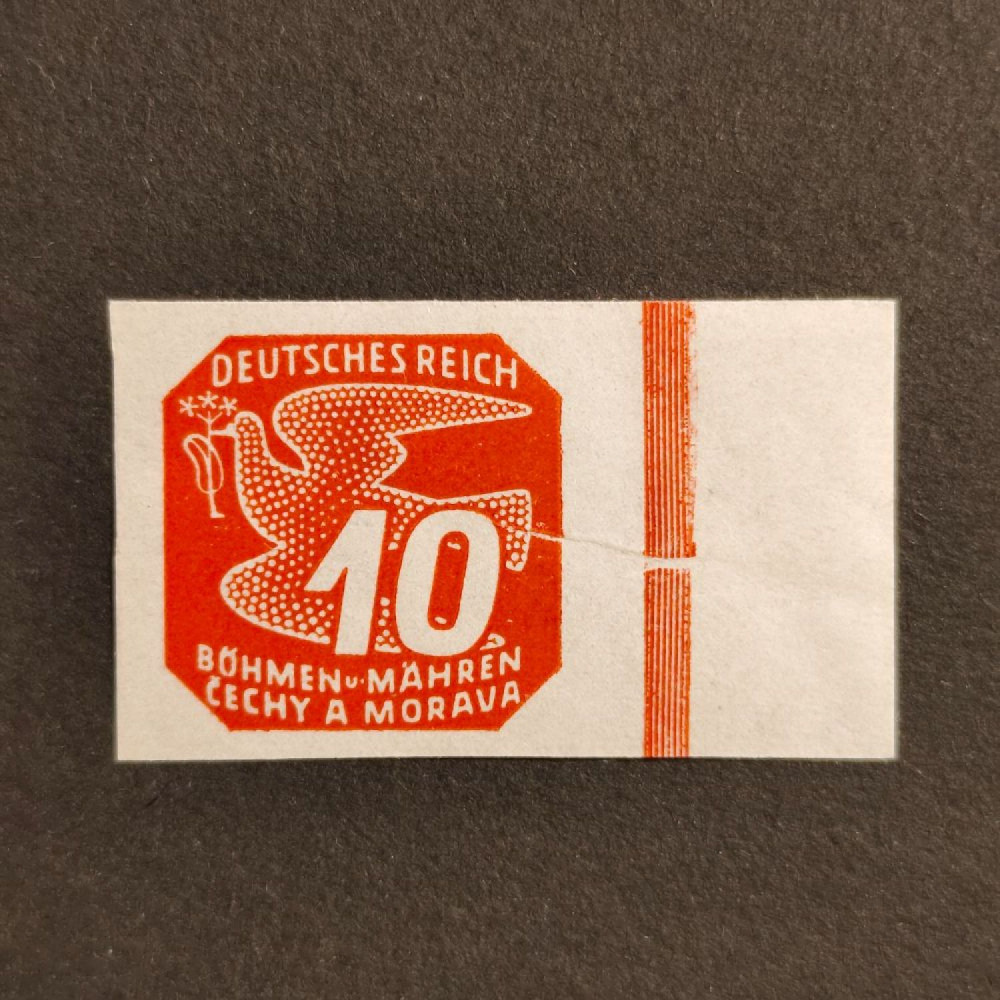 DEUTSCHES REICH
10
BÖHMEN u. MÄHREN
ČECHY A MORAVA